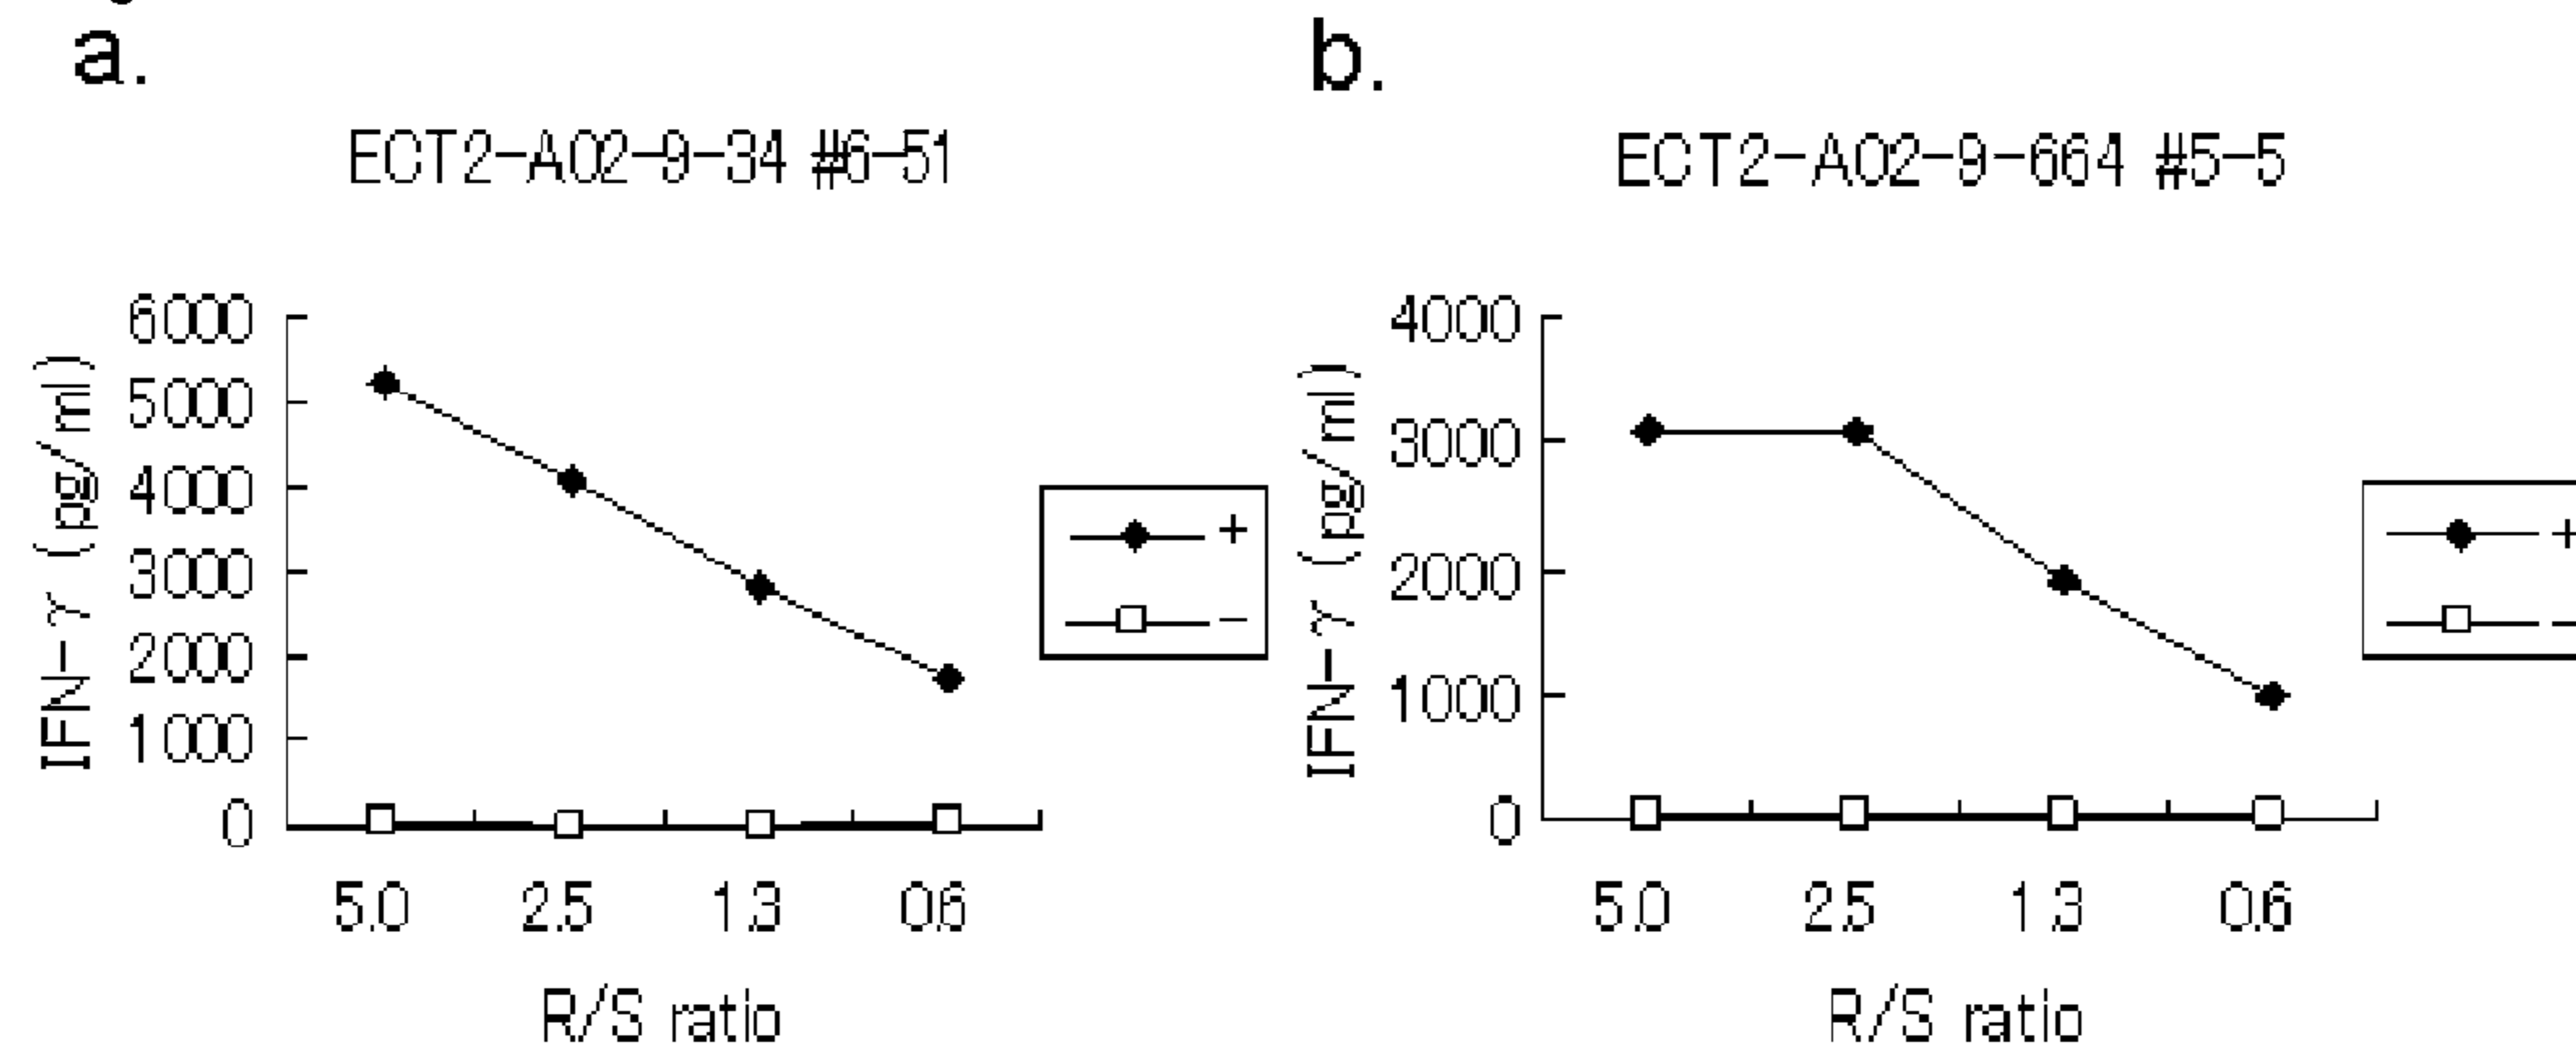 a.
ECT2-A02-9-34 #6-51
6000
5000
4000
3000
2000
1000
0
IFN-γ (pg/ml)
5.0 2.5 1.3 0.6
R/S ratio
+
−
b.
ECT2-A02-9-664 #5-5
4000
3000
2000
1000
0
IFN-γ (pg/ml)
5.0 2.5 1.3 0.6
R/S ratio
+
−